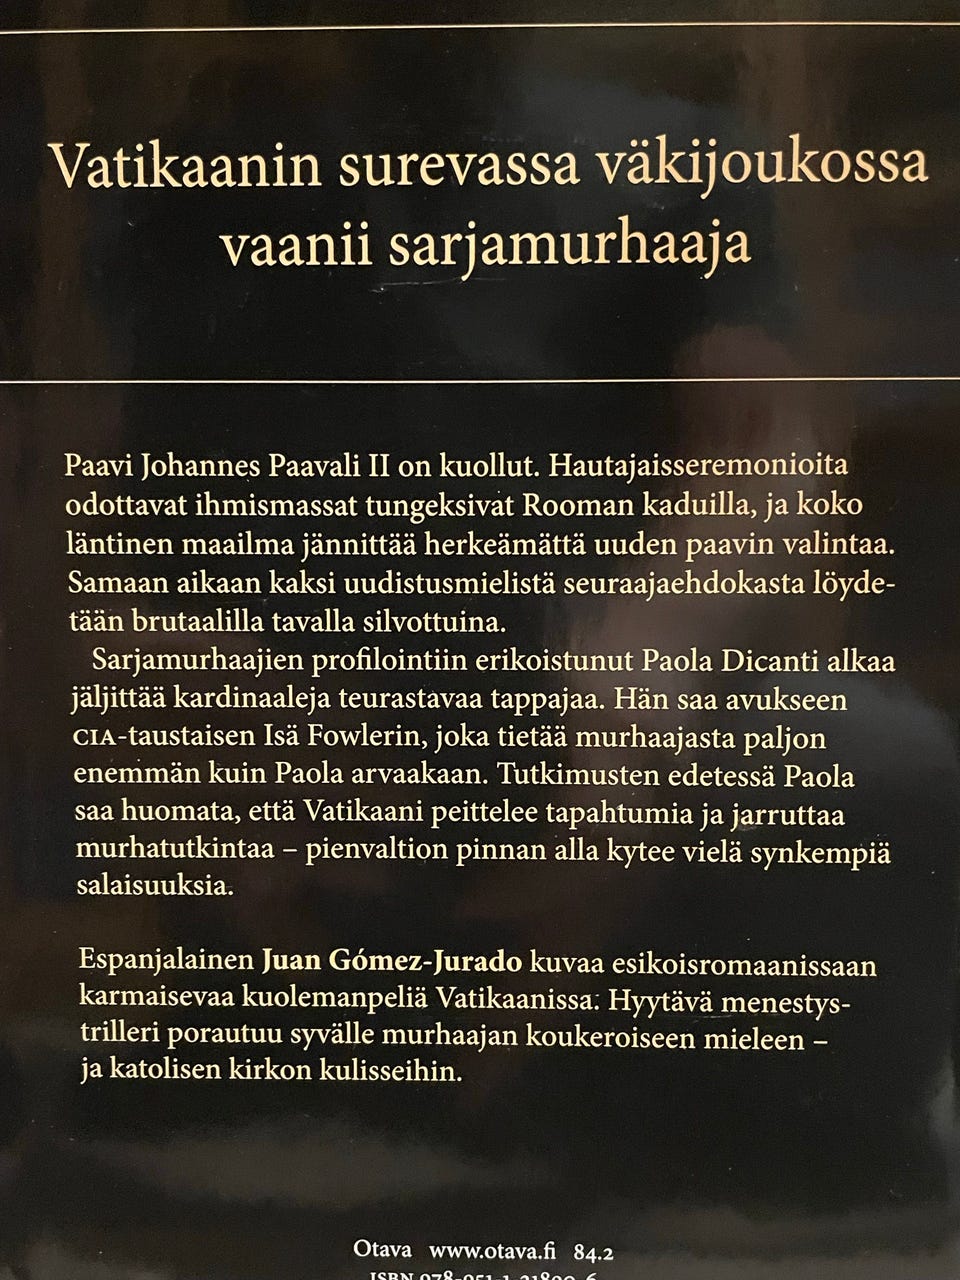 Vatikaanin surevassa väkijoukossa
vaanii sarjamurhaaja
Paavi Johannes Paavali II on kuollut. Hautajaisseremonioita
odottavat ihmismassat tungeksivat Rooman kaduilla, ja koko
läntinen maailma jännittää herkeämättä uuden paavin valintaa.
Samaan aikaan kaksi uudistusmielistä seuraajaehdokasta löyde-
tään brutaalilla tavalla silvottuina.
Sarjamurhaajien profilointiin erikoistunut Paola Dicanti alkaa
jäljittää kardinaaleja teurastavaa tappajaa. Hän saa avukseen
CIA-taustaisen Isä Fowlerin, joka tietää murhaajasta paljon
enemmän kuin Paola arvaakaan. Tutkimusten edetessä Paola
saa huomata, että Vatikaani peittelee tapahtumia ja jarruttaa
murhatutkintaa – pienvaltion pinnan alla kytee vielä synkempiä
salaisuuksia.
Espanjalainen Juan Gómez-Jurado kuvaa esikoisromaanissaan
karmaisevaa kuolemanpeliä Vatikaanissa. Hyytävä menestys-
trilleri porautuu syvälle murhaajan koukeroiseen mieleen –
ja katolisen kirkon kulisseihin.
Otava www.otava.fi 84.2
ISBN